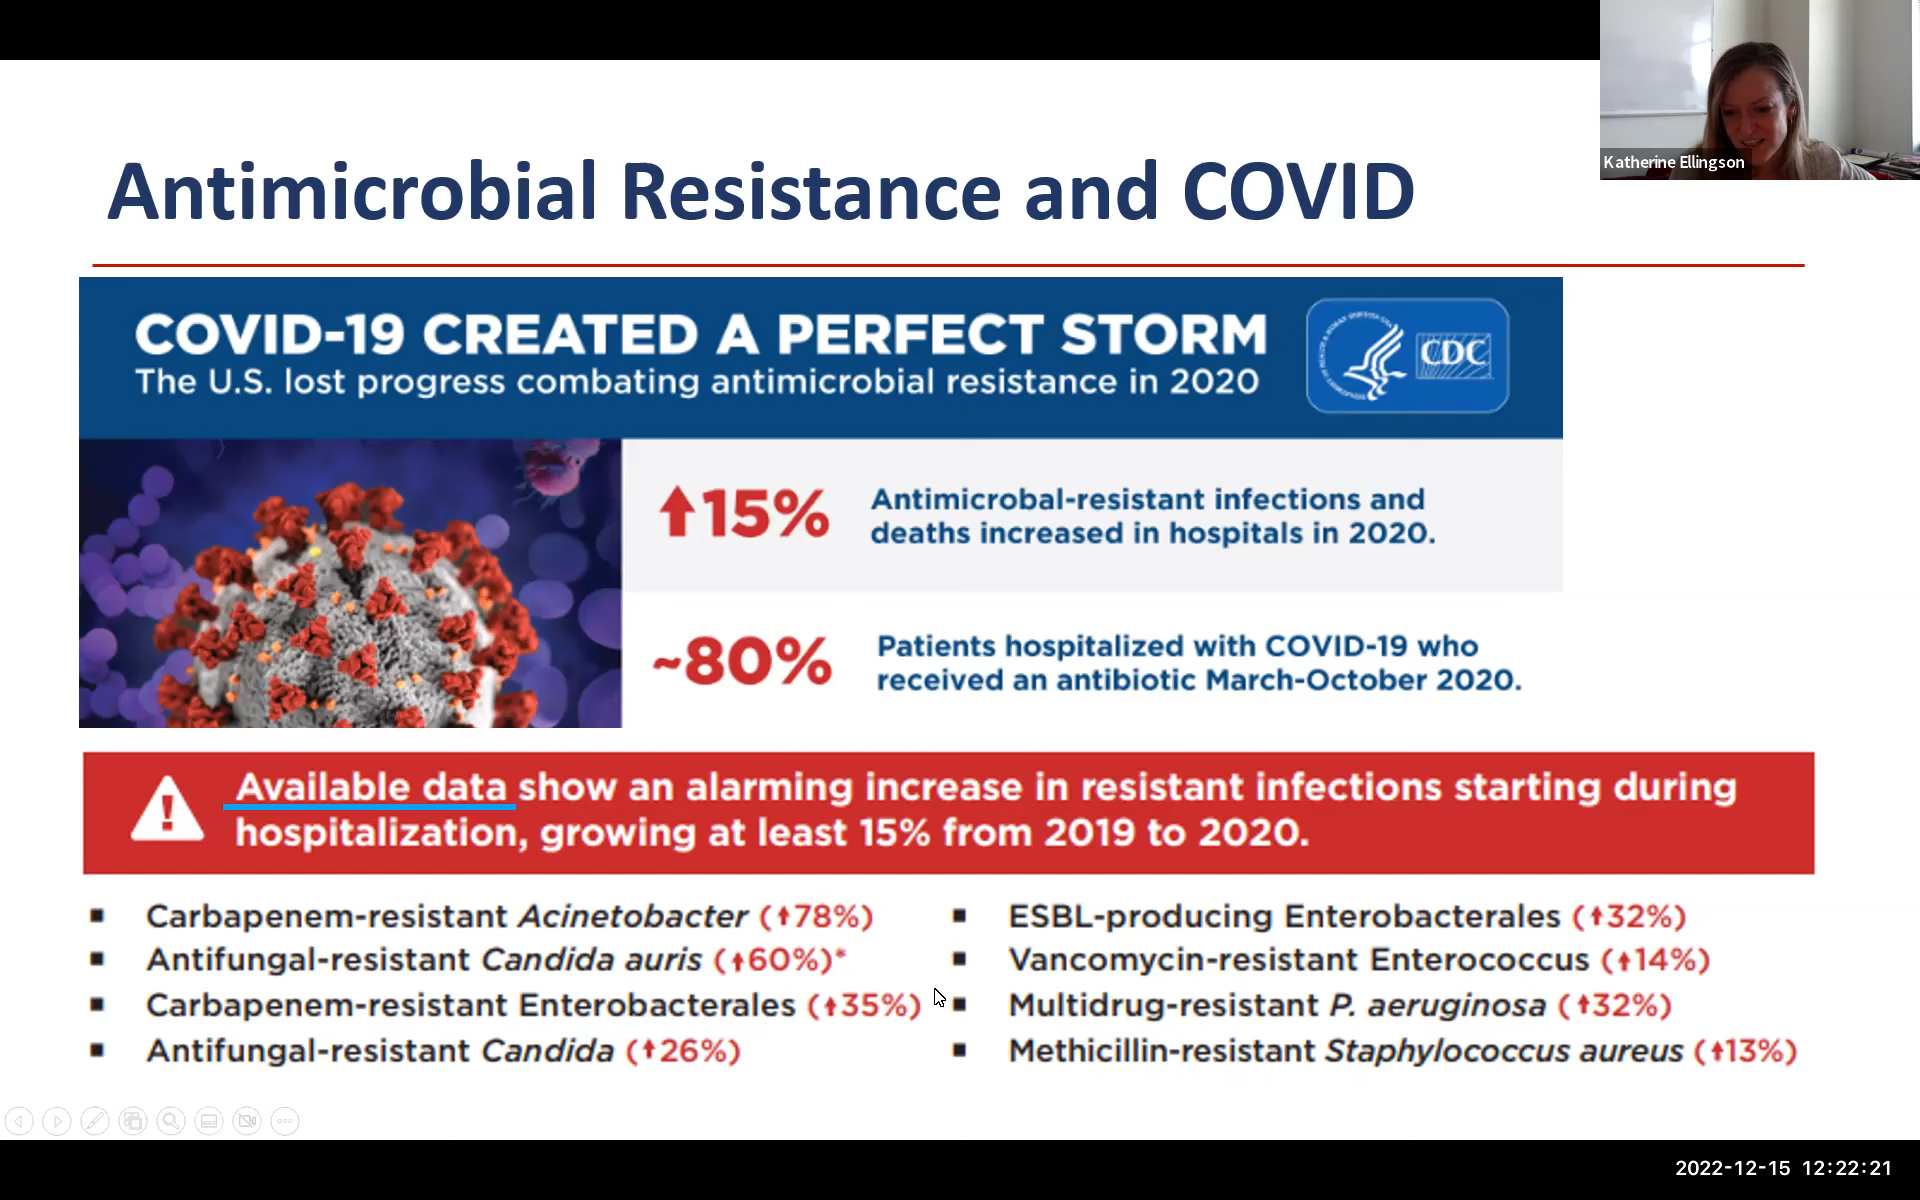 Katherine Ellingson
Antimicrobial Resistance and COVID
COVID-19 CREATED A PERFECT STORM
The U.S. lost progress combating antimicrobial resistance in 2020
CDC
↑15%
Antimicrobal-resistant infections and
deaths increased in hospitals in 2020.
~80%
Patients hospitalized with COVID-19 who
received an antibiotic March-October 2020.
Available data show an alarming increase in resistant infections starting during
hospitalization, growing at least 15% from 2019 to 2020.
▪ Carbapenem-resistant Acinetobacter (↑78%)
▪ Antifungal-resistant Candida auris (↑60%)*
▪ Carbapenem-resistant Enterobacterales (↑35%)
▪ Antifungal-resistant Candida (↑26%)
▪ ESBL-producing Enterobacterales (↑32%)
▪ Vancomycin-resistant Enterococcus (↑14%)
▪ Multidrug-resistant P. aeruginosa (↑32%)
▪ Methicillin-resistant Staphylococcus aureus (↑13%)
2022-12-15 12:22:21